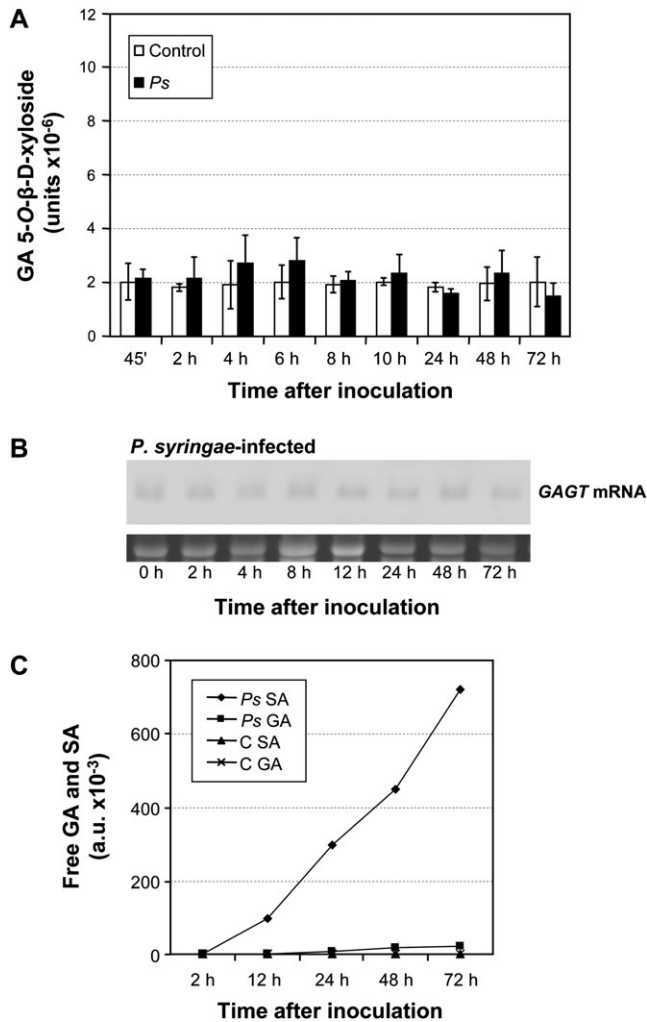 A
Control
Ps
GA 5-O-β-D-xyloside
(units x10-6)
12
10
8
6
4
2
0
45' 2 h 4 h 6 h 8 h 10 h 24 h 48 h 72 h
Time after inoculation
B
P. syringae-infected
GAGT mRNA
0 h 2 h 4 h 8 h 12 h 24 h 48 h 72 h
Time after inoculation
C
Free GA and SA
(a.u. x10-3)
800
600
400
200
0
Ps SA
Ps GA
C SA
C GA
2 h 12 h 24 h 48 h 72 h
Time after inoculation